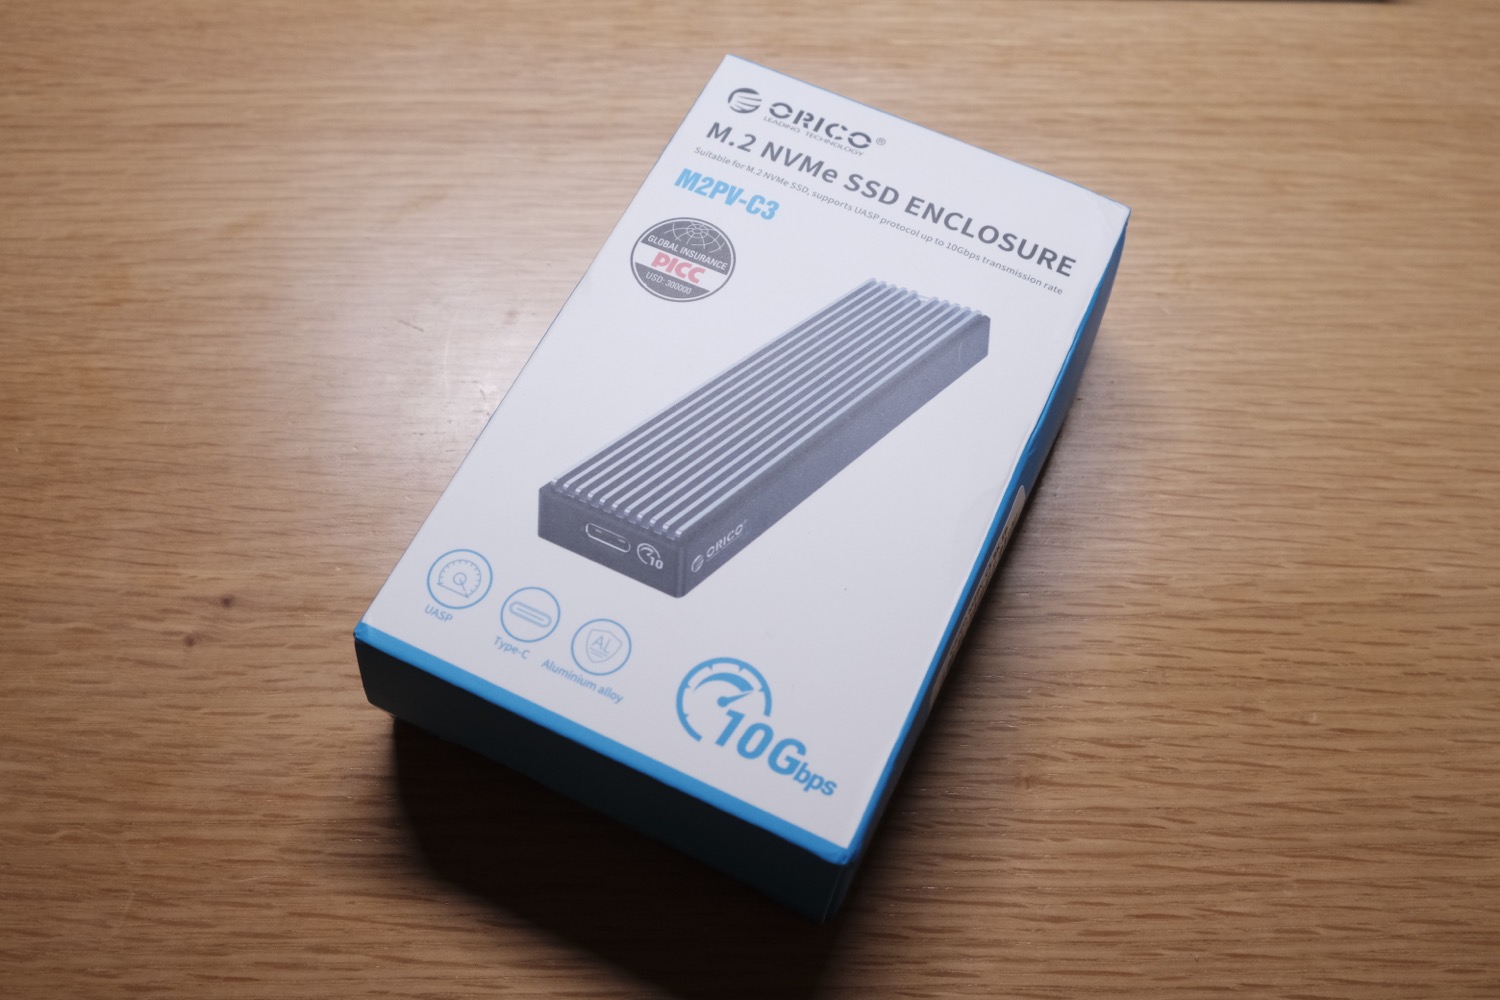 ORICO®
LEADING TECHNOLOGY
M.2 NVMe SSD ENCLOSURE
Suitable for M.2 NVMe SSD, supports UASP protocol up to 10Gbps transmission rate
M2PV-C3
GLOBAL INSURANCE
PICC
USD: 300000
10
ORICO
UASP
Type-C
AL
Aluminium alloy
10Gbps